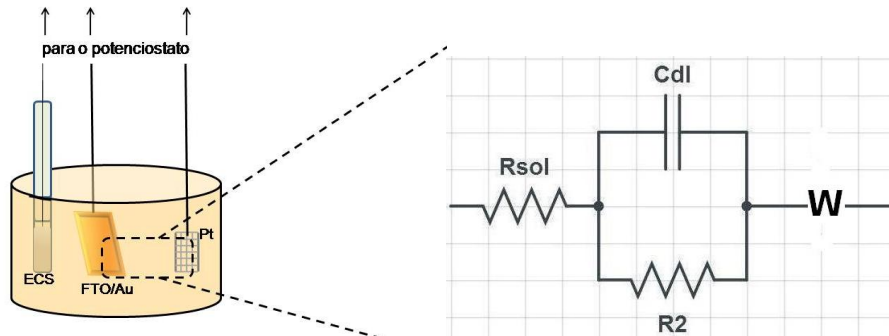 para o potenciostato
ECS
FTO/Au
Pt
Cdl
Rsol
W
R2